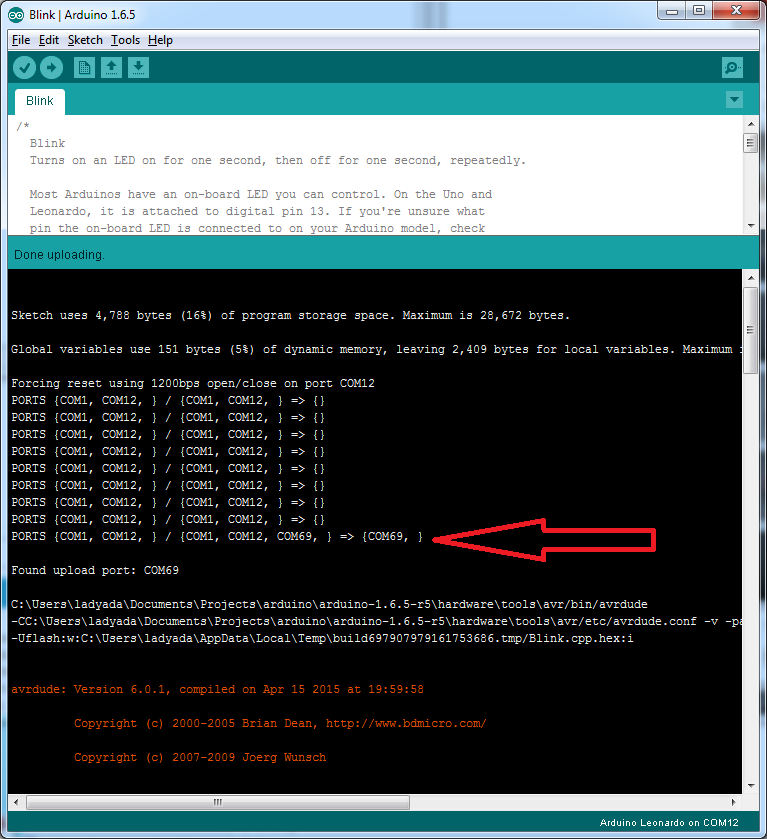 Blink | Arduino 1.6.5
File Edit Sketch Tools Help
Blink
/*
Blink
Turns on an LED on for one second, then off for one second, repeatedly.
Most Arduinos have an on-board LED you can control. On the Uno and
Leonardo, it is attached to digital pin 13. If you're unsure what
pin the on-board LED is connected to on your Arduino model, check
Done uploading.
Sketch uses 4,788 bytes (16%) of program storage space. Maximum is 28,672 bytes.
Global variables use 151 bytes (5%) of dynamic memory, leaving 2,409 bytes for local variables. Maximum
Forcing reset using 1200bps open/close on port COM12
PORTS {COM1, COM12, } / {COM1, COM12, } => {}
PORTS {COM1, COM12, } / {COM1, COM12, } => {}
PORTS {COM1, COM12, } / {COM1, COM12, } => {}
PORTS {COM1, COM12, } / {COM1, COM12, } => {}
PORTS {COM1, COM12, } / {COM1, COM12, } => {}
PORTS {COM1, COM12, } / {COM1, COM12, } => {}
PORTS {COM1, COM12, } / {COM1, COM12, } => {}
PORTS {COM1, COM12, } / {COM1, COM12, } => {}
PORTS {COM1, COM12, } / {COM1, COM12, COM69, } => {COM69, }
Found upload port: COM69
C:\Users\ladyada\Documents\Projects\arduino\arduino-1.6.5-r5\hardware\tools\avr/bin/avrdude
-CC:\Users\ladyada\Documents\Projects\arduino\arduino-1.6.5-r5\hardware\tools\avr/etc/avrdude.conf -v -pa
-Uflash:w:C:\Users\ladyada\AppData\Local\Temp\build697907979161753686.tmp/Blink.cpp.hex:i
avrdude: Version 6.0.1, compiled on Apr 15 2015 at 19:59:58
Copyright (c) 2000-2005 Brian Dean, http://www.bdmicro.com/
Copyright (c) 2007-2009 Joerg Wunsch
Arduino Leonardo on COM12